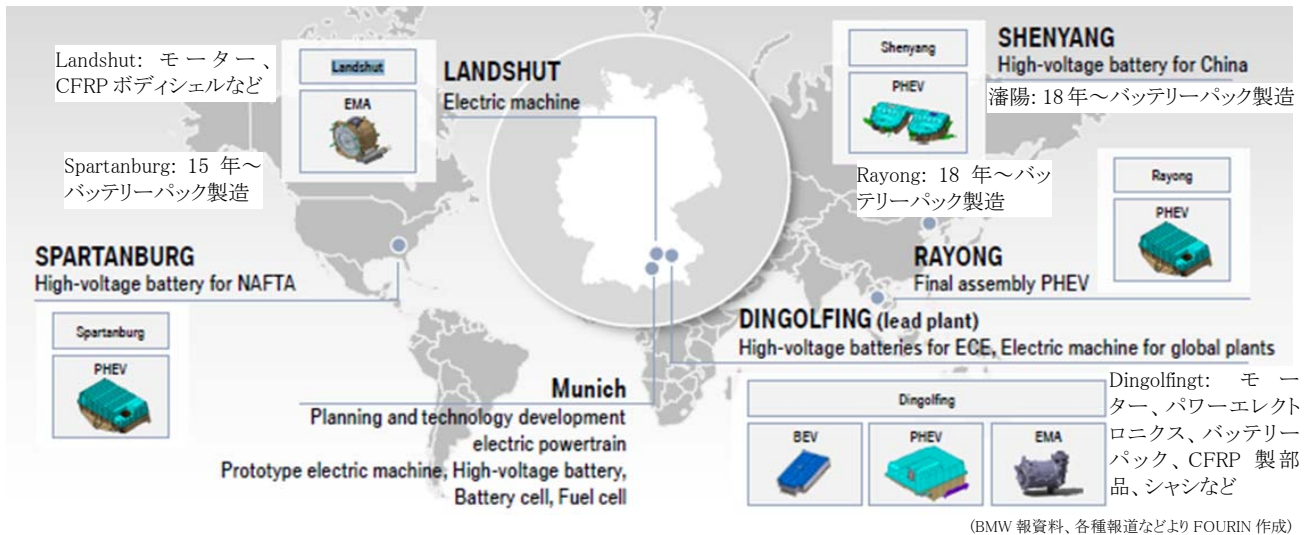 Landshut: モーター、
CFRP ボディシェルなど
Landshut
EMA
LANDSHUT
Electric machine
Shenyang
PHEV
SHENYANG
High-voltage battery for China
瀋陽: 18 年～バッテリーパック製造
Spartanburg: 15 年～
バッテリーパック製造
Rayong: 18 年～バッ
テリーパック製造
Rayong
PHEV
SPARTANBURG
High-voltage battery for NAFTA
Spartanburg
PHEV
RAYONG
Final assembly PHEV
DINGOLFING (lead plant)
High-voltage batteries for ECE, Electric machine for global plants
Munich
Planning and technology development
electric powertrain
Prototype electric machine, High-voltage battery,
Battery cell, Fuel cell
Dingolfing
BEV
PHEV
EMA
Dingolfingt: モー
ター、パワーエレクト
ロニクス、バッテリー
パック、CFRP 製部
品、シャシなど
(BMW 報資料、各種報道などより FOURIN 作成)